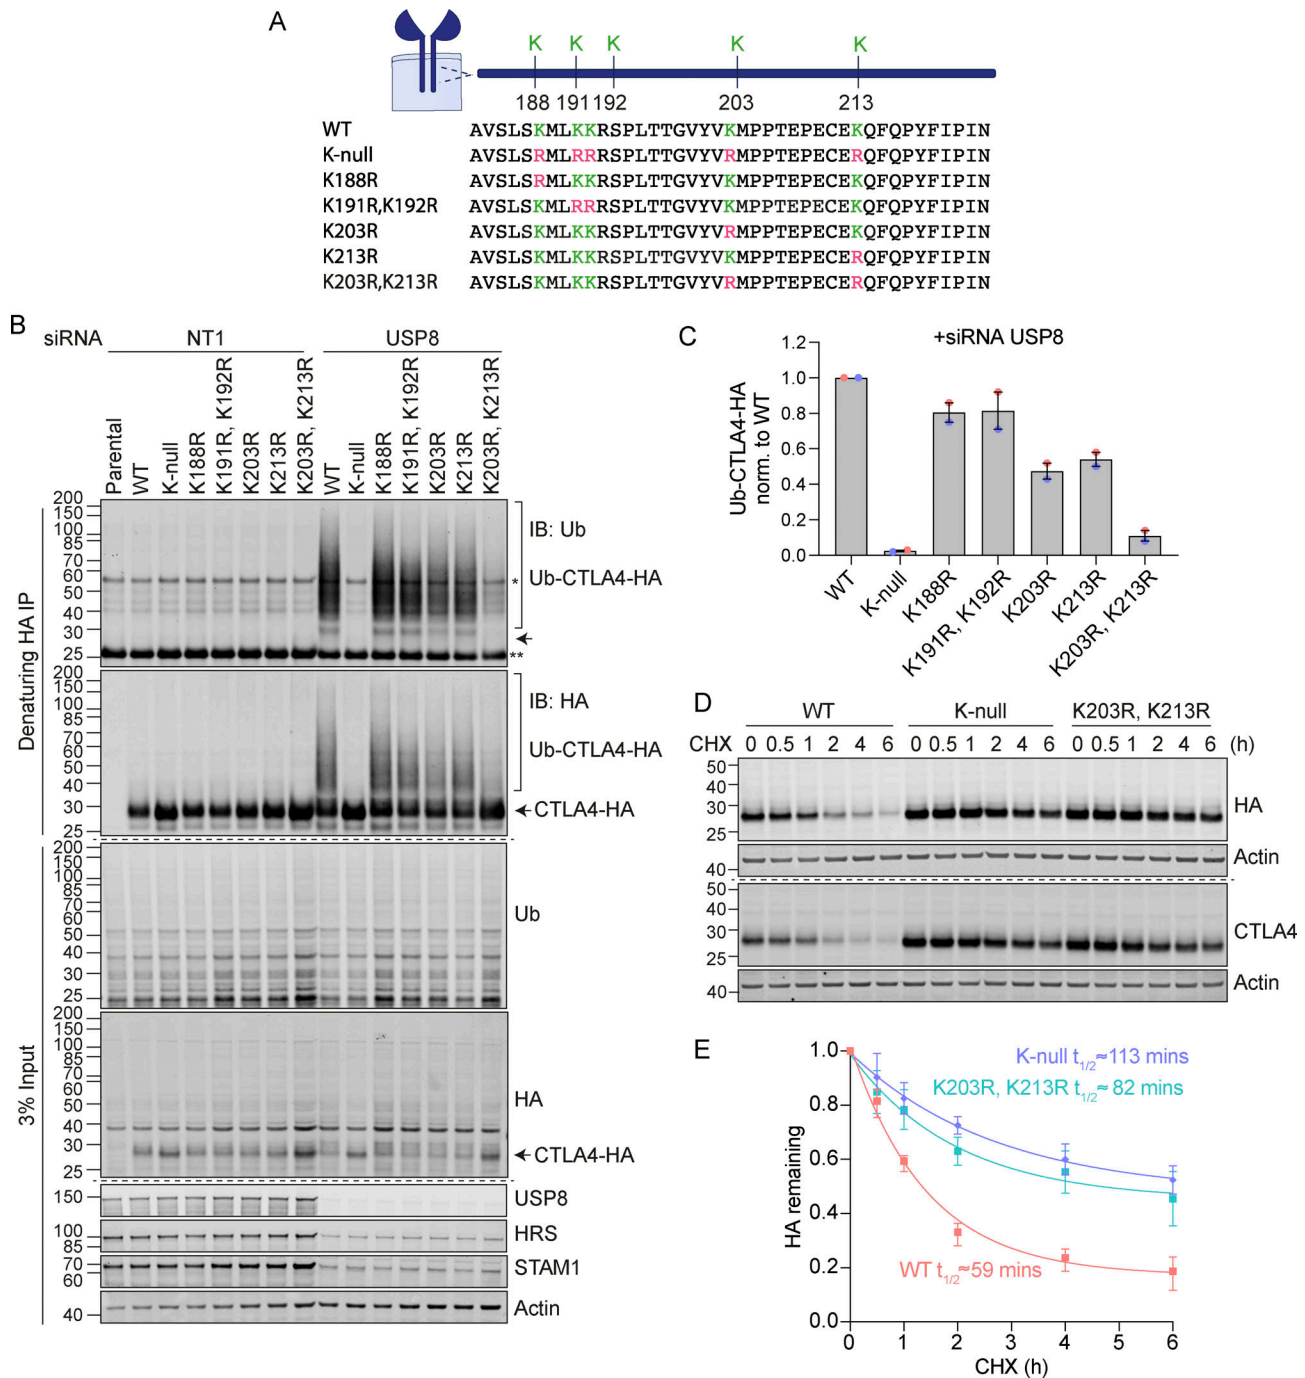 A
K K K K K
188 191 192 203 213
WT AVSLSKMLKKRSPLTTGVYVKMPPTEPECEKQFQPYFIPIN
K-null AVSLSRMLRRRSPLTTGVYVRMPPTEPECERQFQPYFIPIN
K188R AVSLSRMLKKRSPLTTGVYVKMPPTEPECEKQFQPYFIPIN
K191R,K192R AVSLSKMLRRRSPLTTGVYVKMPPTEPECEKQFQPYFIPIN
K203R AVSLSKMLKKRSPLTTGVYVRMPPTEPECEKQFQPYFIPIN
K213R AVSLSKMLKKRSPLTTGVYVKMPPTEPECERQFQPYFIPIN
K203R,K213R AVSLSKMLKKRSPLTTGVYVRMPPTEPECERQFQPYFIPIN
B
siRNA NT1 USP8
Parental
WT
K-null
K188R
K191R, K192R
K203R
K213R
K203R, K213R
WT
K-null
K188R
K191R, K192R
K203R
K213R
K203R, K213R
Denaturing HA IP
200
150
100
85
70
60
50
40
30
25
IB: Ub
Ub-CTLA4-HA
*
**
200
150
100
85
60
50
40
30
25
IB: HA
Ub-CTLA4-HA
CTLA4-HA
3% Input
200
150
100
85
70
60
50
40
30
25
Ub
200
150
100
85
70
60
50
40
30
25
HA
CTLA4-HA
150
USP8
100
85
HRS
70
60
STAM1
40
Actin
C
+siRNA USP8
Ub-CTLA4-HA
norm. to WT
1.2
1.0
0.8
0.6
0.4
0.2
0.0
WT
K-null
K188R
K191R, K192R
K203R
K213R
K203R, K213R
D
WT K-null K203R, K213R
CHX 0 0.5 1 2 4 6 0 0.5 1 2 4 6 0 0.5 1 2 4 6 (h)
50
40
30
25
HA
40
Actin
50
40
30
25
CTLA4
40
Actin
E
HA remaining
1.0
0.8
0.6
0.4
0.2
0.0
K-null t1/2≈113 mins
K203R, K213R t1/2≈ 82 mins
WT t1/2≈59 mins
0 1 2 3 4 5 6
CHX (h)